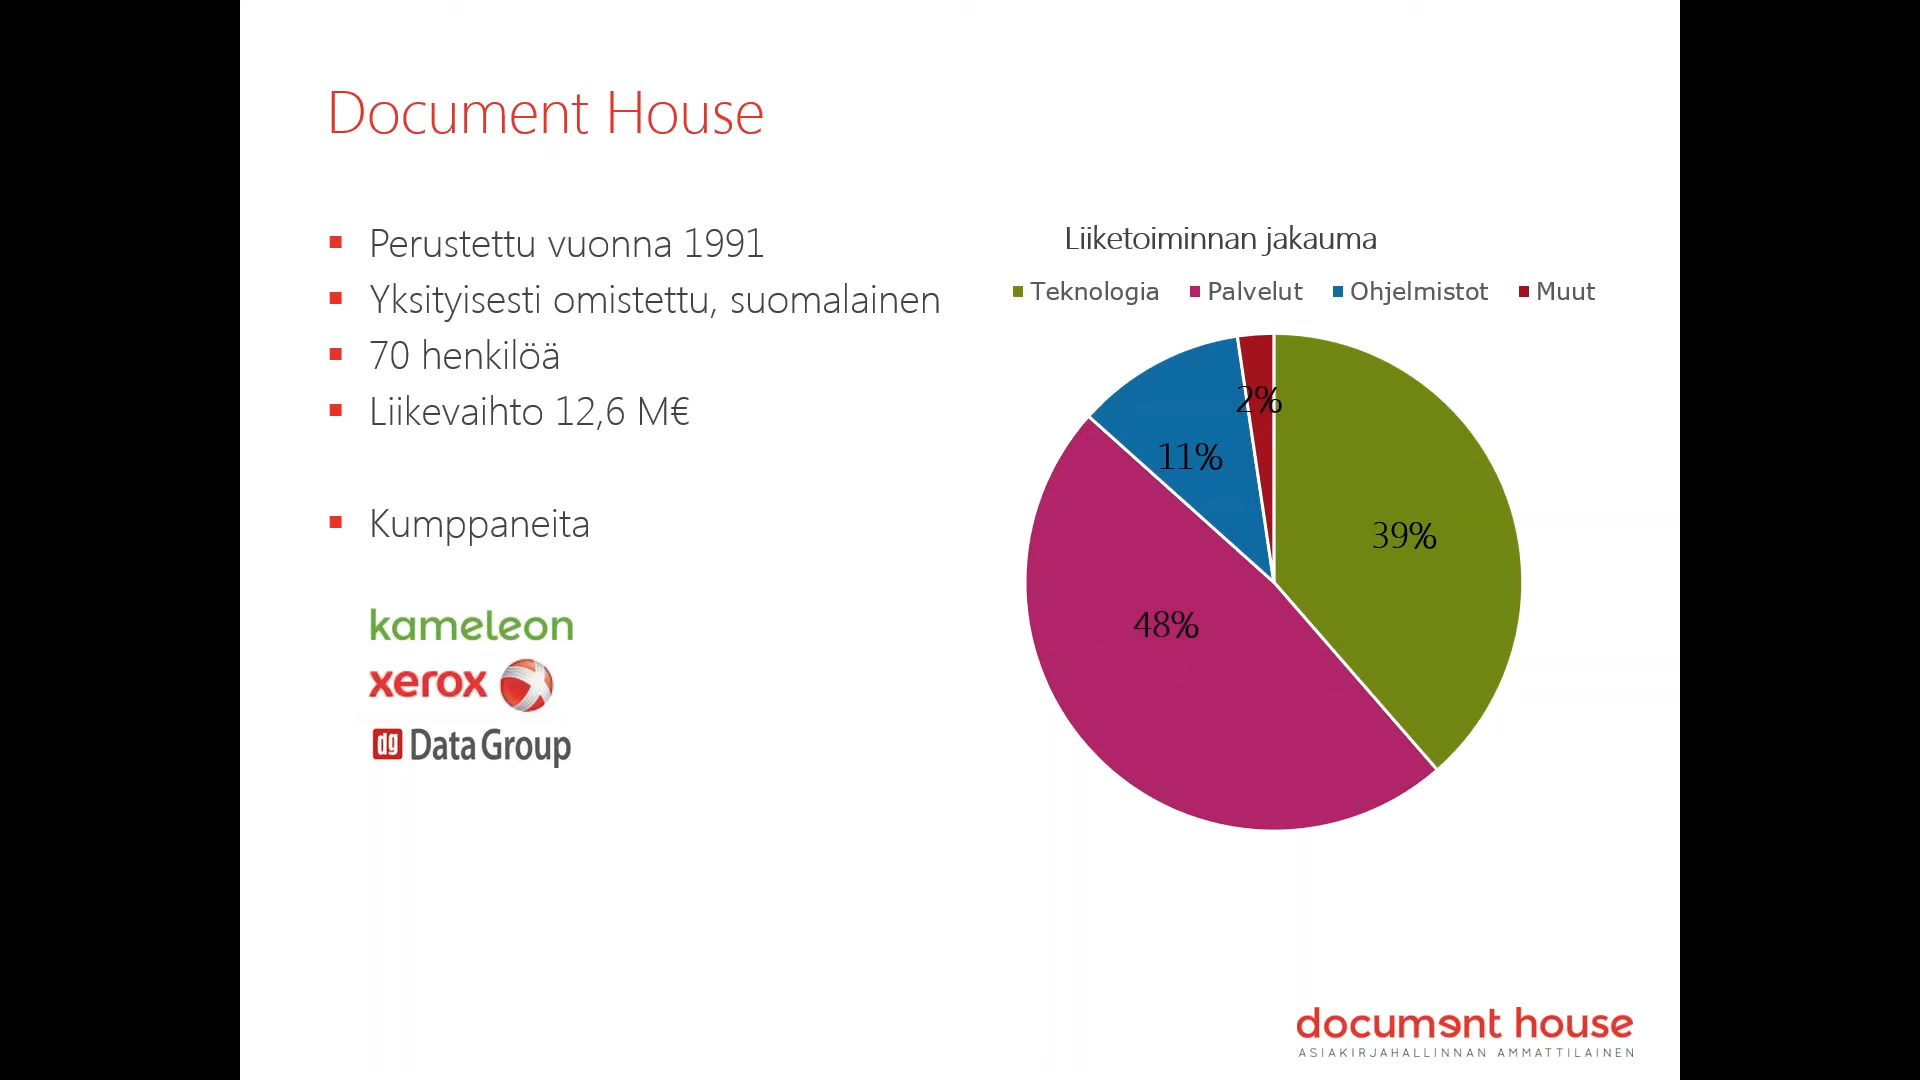 Document House
Perustettu vuonna 1991
Yksityisesti omistettu, suomalainen
70 henkilöä
Liikevaihto 12,6 M€
Kumppaneita
kameleon
xerox
dg Data Group
Liiketoiminnan jakauma
Teknologia Palvelut Ohjelmistot Muut
2%
11%
39%
48%
document house
ASIAKIRJAHALLINNAN AMMATTILAINEN